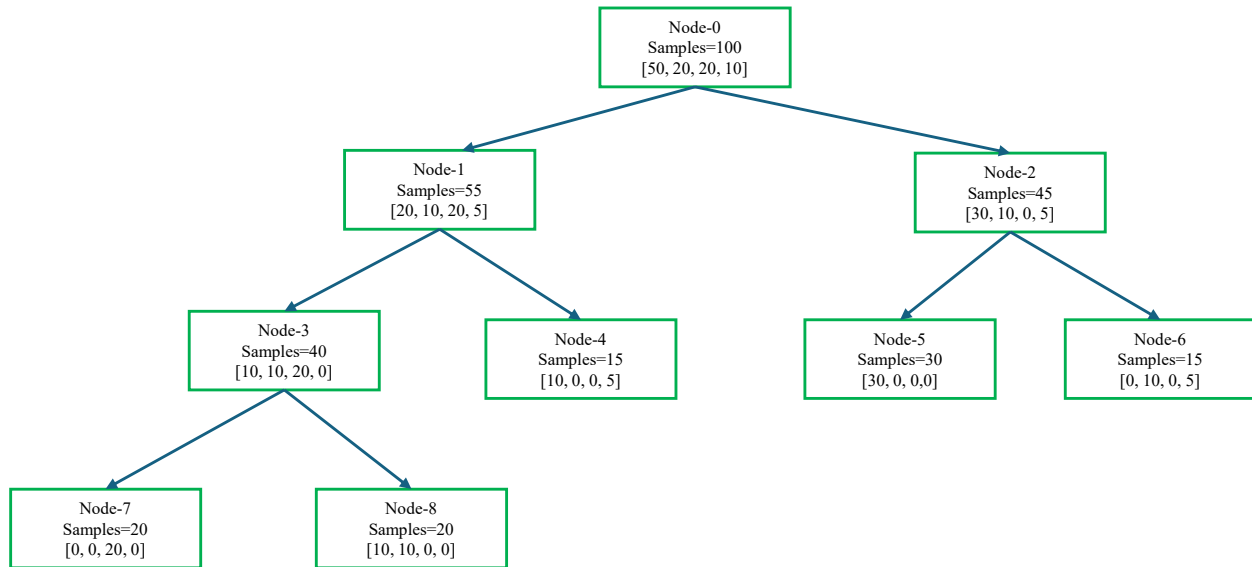 Node-0
Samples=100
[50, 20, 20, 10]
Node-1
Samples=55
[20, 10, 20, 5]
Node-2
Samples=45
[30, 10, 0, 5]
Node-3
Samples=40
[10, 10, 20, 0]
Node-4
Samples=15
[10, 0, 0, 5]
Node-5
Samples=30
[30, 0, 0,0]
Node-6
Samples=15
[0, 10, 0, 5]
Node-7
Samples=20
[0, 0, 20, 0]
Node-8
Samples=20
[10, 10, 0, 0]